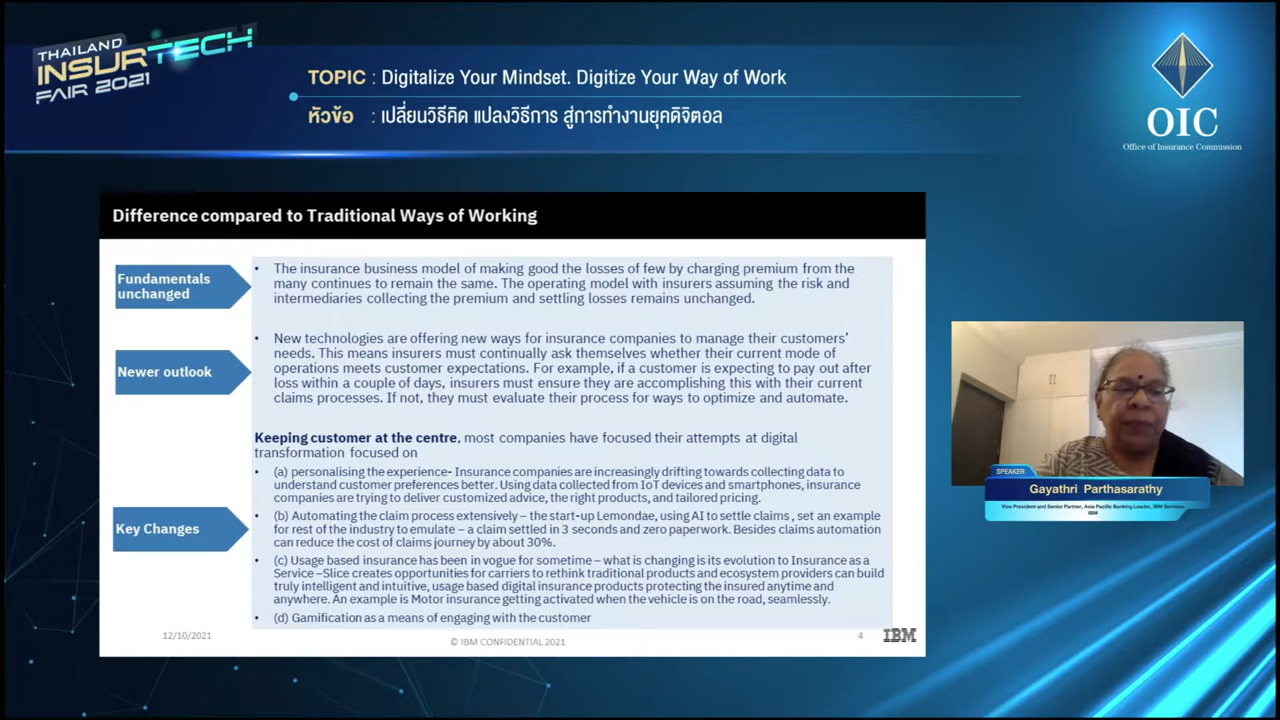 THAILAND
INSURTECH
FAIR 2021
TOPIC : Digitalize Your Mindset. Digitize Your Way of Work
หัวข้อ : เปลี่ยนวิธีคิด แปลงวิธีการ สู่การทำงานยุคดิจิตอล
OIC
Office of Insurance Commission
Difference compared to Traditional Ways of Working
Fundamentals
unchanged
• The insurance business model of making good the losses of few by charging premium from the
many continues to remain the same. The operating model with insurers assuming the risk and
intermediaries collecting the premium and settling losses remains unchanged.
Newer outlook
• New technologies are offering new ways for insurance companies to manage their customers'
needs. This means insurers must continually ask themselves whether their current mode of
operations meets customer expectations. For example, if a customer is expecting to pay out after
loss within a couple of days, insurers must ensure they are accomplishing this with their current
claims processes. If not, they must evaluate their process for ways to optimize and automate.
Key Changes
Keeping customer at the centre, most companies have focused their attempts at digital
transformation focused on
• (a) personalising the experience- Insurance companies are increasingly drifting towards collecting data to
understand customer preferences better. Using data collected from IoT devices and smartphones, insurance
companies are trying to deliver customized advice, the right products, and tailored pricing.
• (b) Automating the claim process extensively – the start-up Lemondae, using AI to settle claims , set an example
for rest of the industry to emulate – a claim settled in 3 seconds and zero paperwork. Besides claims automation
can reduce the cost of claims journey by about 30%.
• (c) Usage based insurance has been in vogue for sometime – what is changing is its evolution to Insurance as a
Service –Slice creates opportunities for carriers to rethink traditional products and ecosystem providers can build
truly intelligent and intuitive, usage based digital insurance products protecting the insured anytime and
anywhere. An example is Motor insurance getting activated when the vehicle is on the road, seamlessly.
• (d) Gamification as a means of engaging with the customer
12/10/2021
© IBM CONFIDENTIAL 2021
4
IBM
SPEAKER
Gayathri Parthasarathy
Vice President and Senior Partner, Asia Pacific Banking Leader, IBM Services
IBM